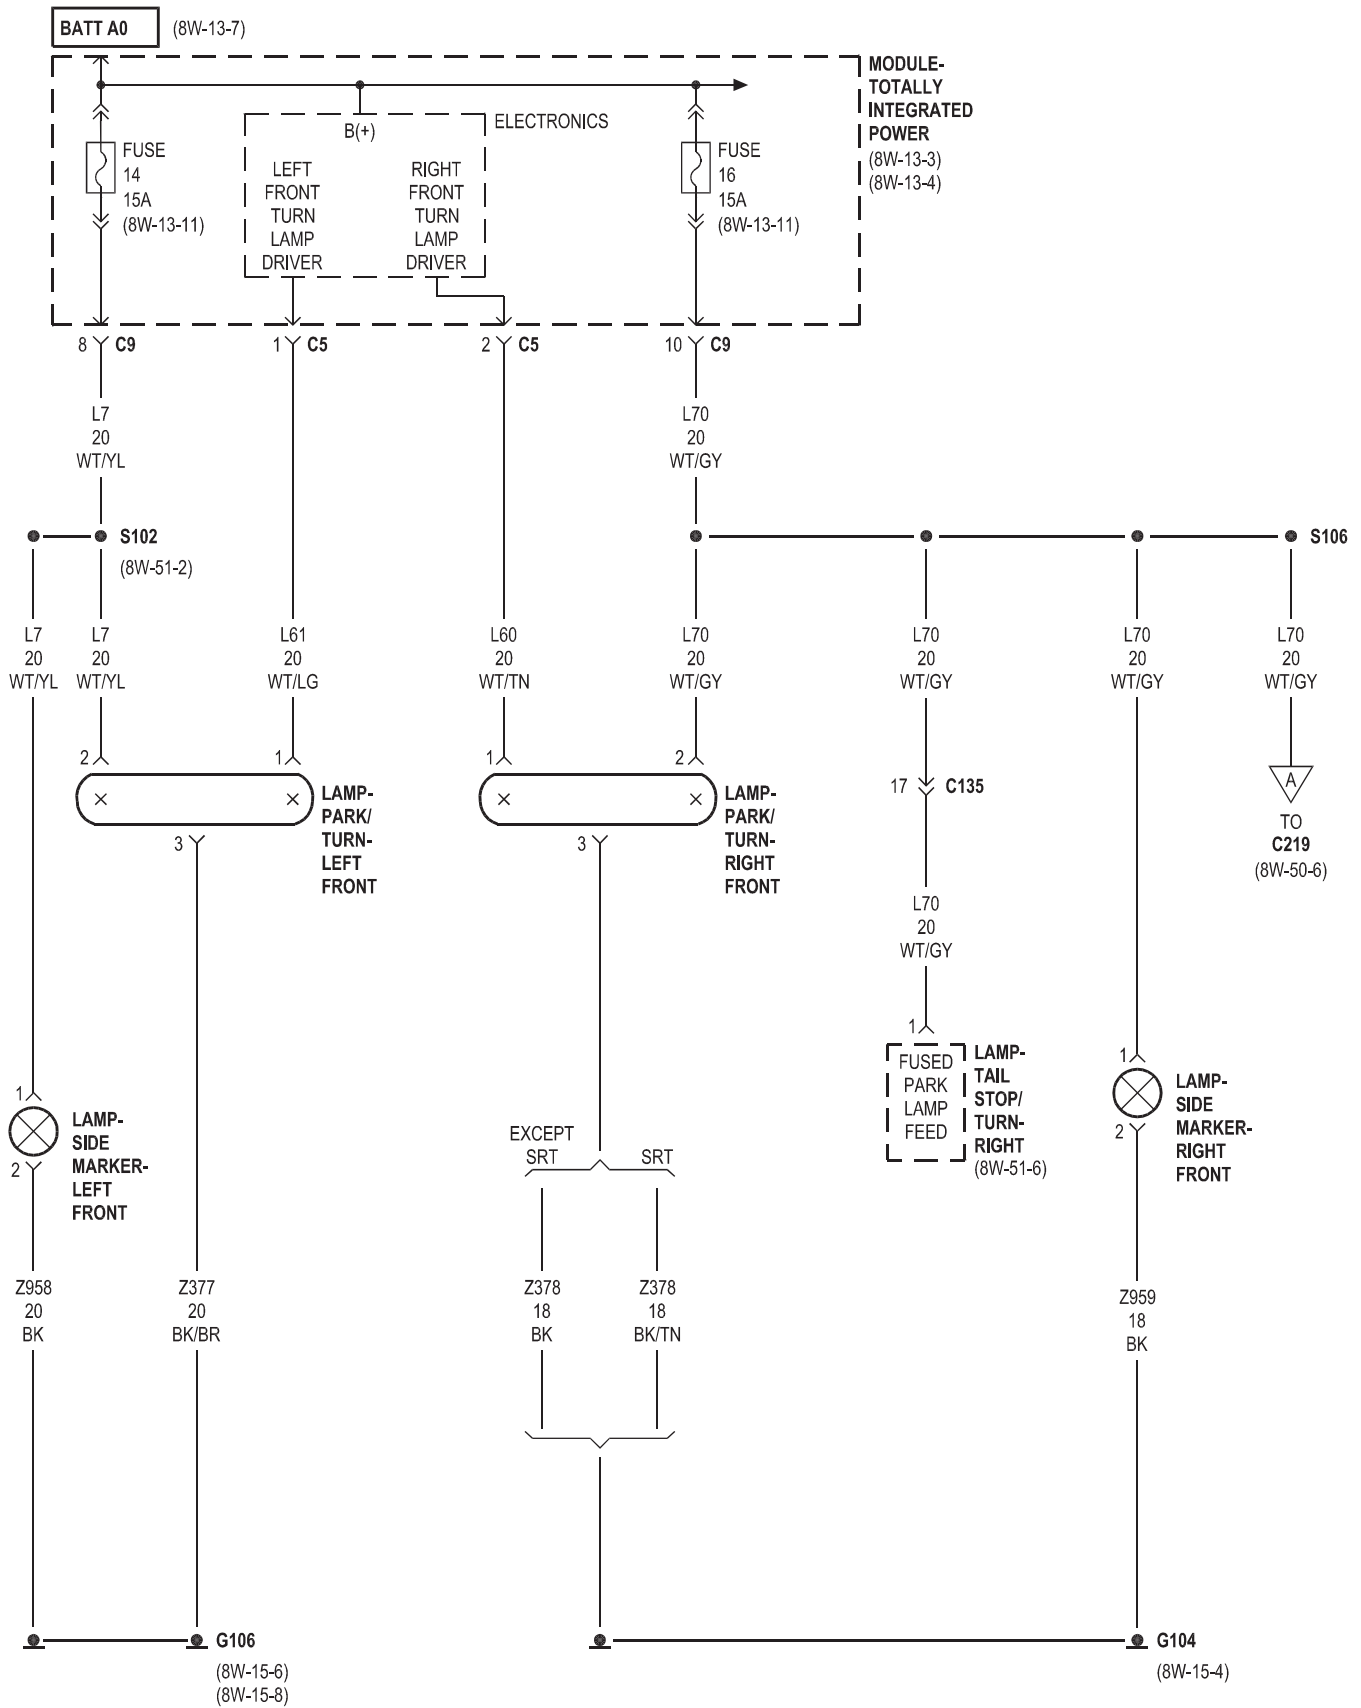 BATT A0 (8W-13-7)
MODULE-
TOTALLY
INTEGRATED
POWER
(8W-13-3)
(8W-13-4)
ELECTRONICS
B(+)
FUSE
14
15A
(8W-13-11)
LEFT
FRONT
TURN
LAMP
DRIVER
RIGHT
FRONT
TURN
LAMP
DRIVER
FUSE
16
15A
(8W-13-11)
8 C9
1 C5
2 C5
10 C9
L7
20
WT/YL
L70
20
WT/GY
S102
(8W-51-2)
S106
L7
20
WT/YL
L7
20
WT/YL
L61
20
WT/LG
L60
20
WT/TN
L70
20
WT/GY
L70
20
WT/GY
L70
20
WT/GY
L70
20
WT/GY
2
1
LAMP-
PARK/
TURN-
LEFT
FRONT
3
1
2
LAMP-
PARK/
TURN-
RIGHT
FRONT
3
17 C135
A
TO
C219
(8W-50-6)
L70
20
WT/GY
1
FUSED
PARK
LAMP
FEED
LAMP-
TAIL
STOP/
TURN-
RIGHT
(8W-51-6)
1
2
LAMP-
SIDE
MARKER-
RIGHT
FRONT
1
2
LAMP-
SIDE
MARKER-
LEFT
FRONT
EXCEPT
SRT
SRT
Z958
20
BK
Z377
20
BK/BR
Z378
18
BK
Z378
18
BK/TN
Z959
18
BK
G106
(8W-15-6)
(8W-15-8)
G104
(8W-15-4)